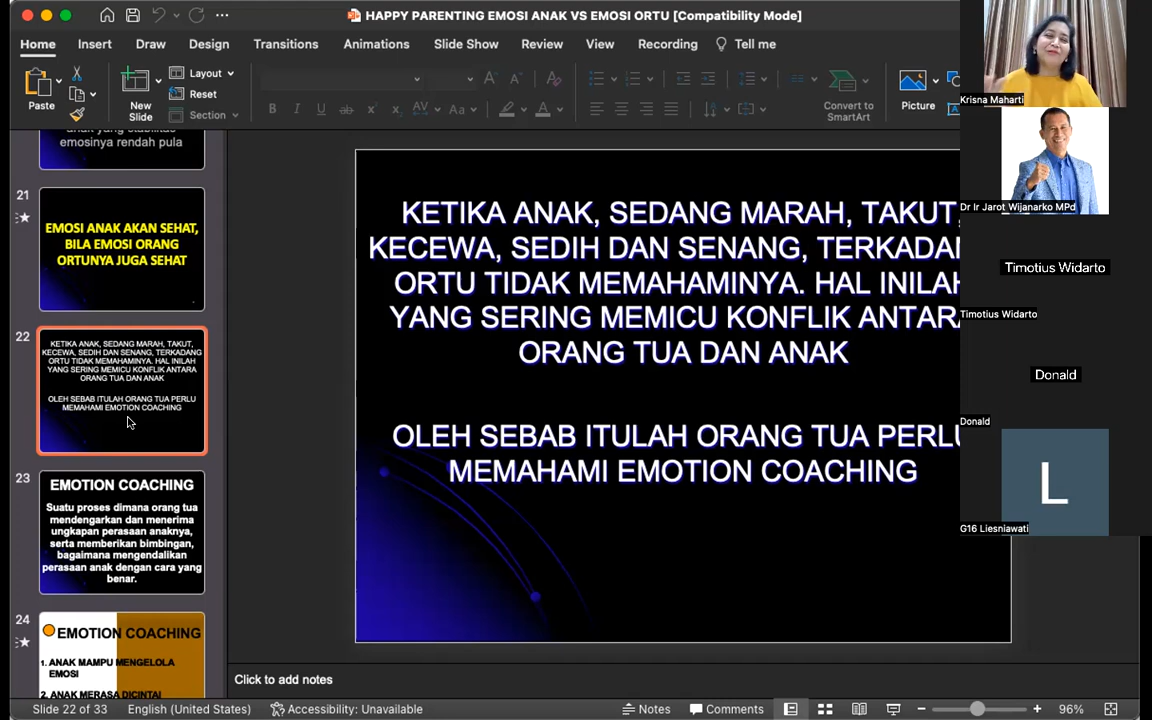 HAPPY PARENTING EMOSI ANAK VS EMOSI ORTU [Compatibility Mode]
Home Insert Draw Design Transitions Animations Slide Show Review View Recording Tell me
Paste
New
Slide
Layout
Reset
Section
B I U ab x x AV Aa A
Convert to
SmartArt
Picture
anak yang stabilitas
emosinya rendah pula
21
EMOSI ANAK AKAN SEHAT,
BILA EMOSI ORANG
ORTUNYA JUGA SEHAT
22
KETIKA ANAK, SEDANG MARAH, TAKUT,
KECEWA, SEDIH DAN SENANG, TERKADANG
ORTU TIDAK MEMAHAMINYA. HAL INILAH
YANG SERING MEMICU KONFLIK ANTARA
ORANG TUA DAN ANAK
OLEH SEBAB ITULAH ORANG TUA PERLU
MEMAHAMI EMOTION COACHING
23
EMOTION COACHING
Suatu proses dimana orang tua
mendengarkan dan menerima
ungkapan perasaan anaknya,
serta memberikan bimbingan,
bagaimana mengendalikan
perasaan anak dengan cara yang
benar.
24
EMOTION COACHING
1. ANAK MAMPU MENGELOLA
EMOSI
2. ANAK MERASA DICINTAI
KETIKA ANAK, SEDANG MARAH, TAKUT,
KECEWA, SEDIH DAN SENANG, TERKADAN
ORTU TIDAK MEMAHAMINYA. HAL INILAH
YANG SERING MEMICU KONFLIK ANTARA
ORANG TUA DAN ANAK
OLEH SEBAB ITULAH ORANG TUA PERLU
MEMAHAMI EMOTION COACHING
Krisna Maharti
Dr Ir Jarot Wijanarko MPd
Timotius Widarto
Timotius Widarto
Donald
Donald
L
G16 Liesniawati
Click to add notes
Slide 22 of 33 English (United States) Accessibility: Unavailable Notes Comments 96%